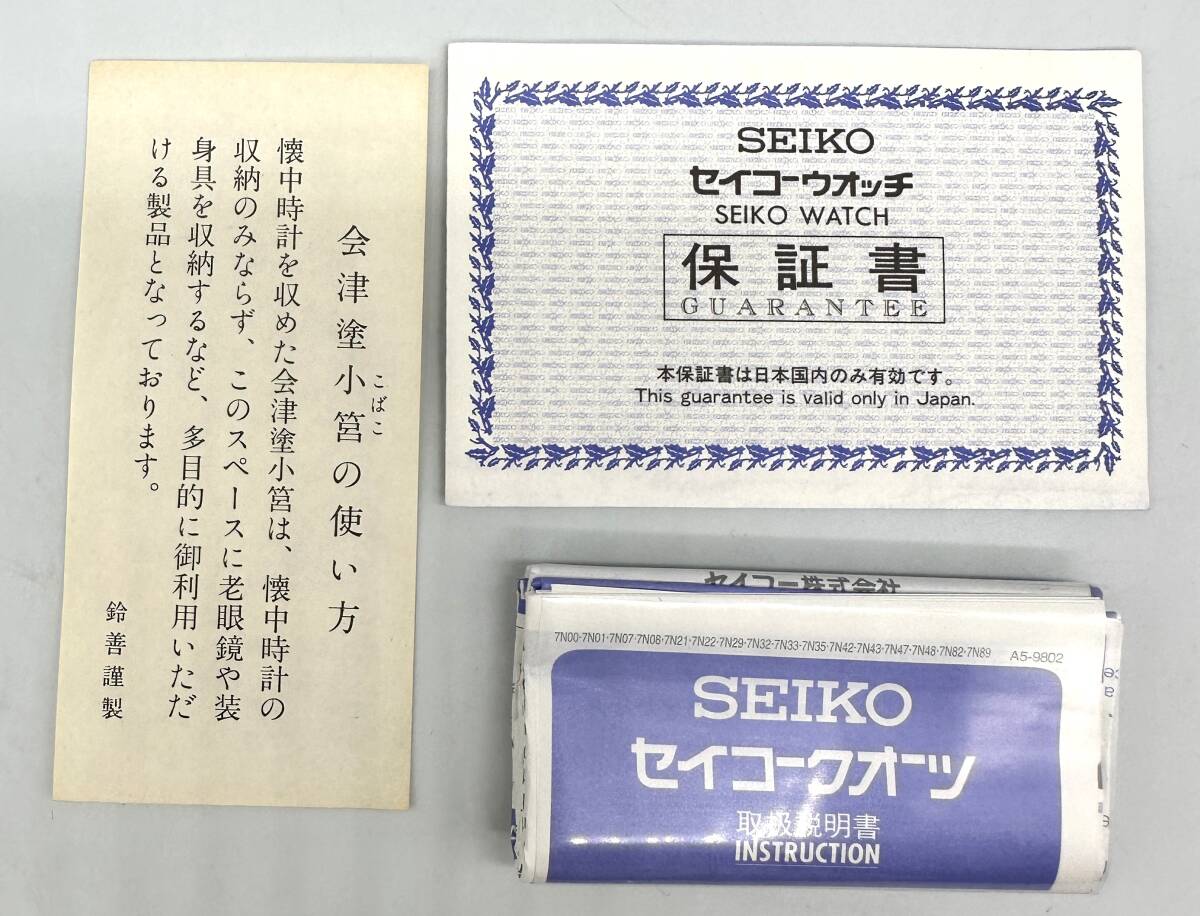 会津塗小筥の使い方
こばこ
懐中時計を収めた会津塗小筥は、懐中時計の
収納のみならず、このスペースに老眼鏡や装
身具を収納するなど、多目的に御利用いただ
ける製品となっております。
鈴善謹製
SEIKO
セイコーウオッチ
SEIKO WATCH
保証書
GUARANTEE
本保証書は日本国内のみ有効です。
This guarantee is valid only in Japan.
セイコー株式会社
7N00·7N01·7N07·7N08·7N21·7N22·7N29·7N32·7N33·7N35·7N42·7N43·7N47·7N48·7N82·7N89 A5-9802
SEIKO
セイコークオーツ
取扱説明書
INSTRUCTION